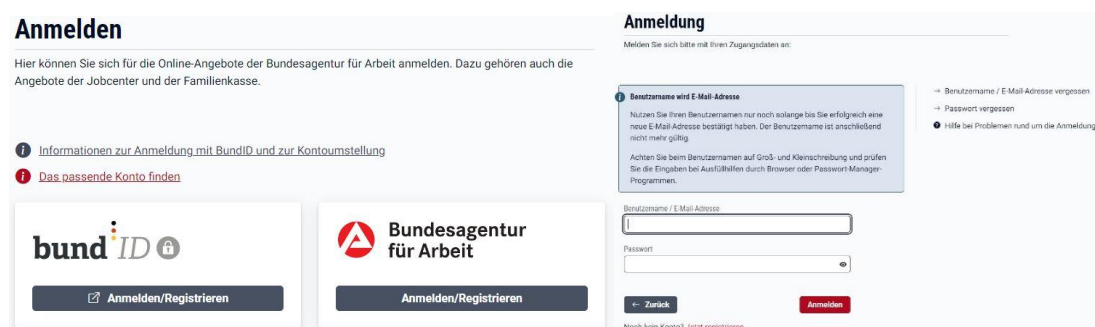 Anmelden
Hier können Sie sich für die Online-Angebote der Bundesagentur für Arbeit anmelden. Dazu gehören auch die
Angebote der Jobcenter und der Familienkasse.
Informationen zur Anmeldung mit BundID und zur Kontoumstellung
Das passende Konto finden
bund ID
Anmelden/Registrieren
Bundesagentur
für Arbeit
Anmelden/Registrieren
Anmeldung
Melden Sie sich bitte mit Ihren Zugangsdaten an:
Benutzername wird E-Mail-Adresse
Nutzen Sie Ihren Benutzernamen nur noch solange bis Sie erfolgreich eine
neue E-Mail-Adresse bestätigt haben. Der Benutzername ist anschließend
nicht mehr gültig.
Achten Sie beim Benutzernamen auf Groß- und Kleinschreibung und prüfen
Sie die Eingaben bei Ausfüllhilfen durch Browser oder Passwort-Manager-
Programmen.
→ Benutzername / E-Mail-Adresse vergessen
→ Passwort vergessen
Hilfe bei Problemen rund um die Anmeldung
Benutzername / E-Mail-Adresse
Passwort
← Zurück
Anmelden
Noch kein Konto? Jetzt registrieren